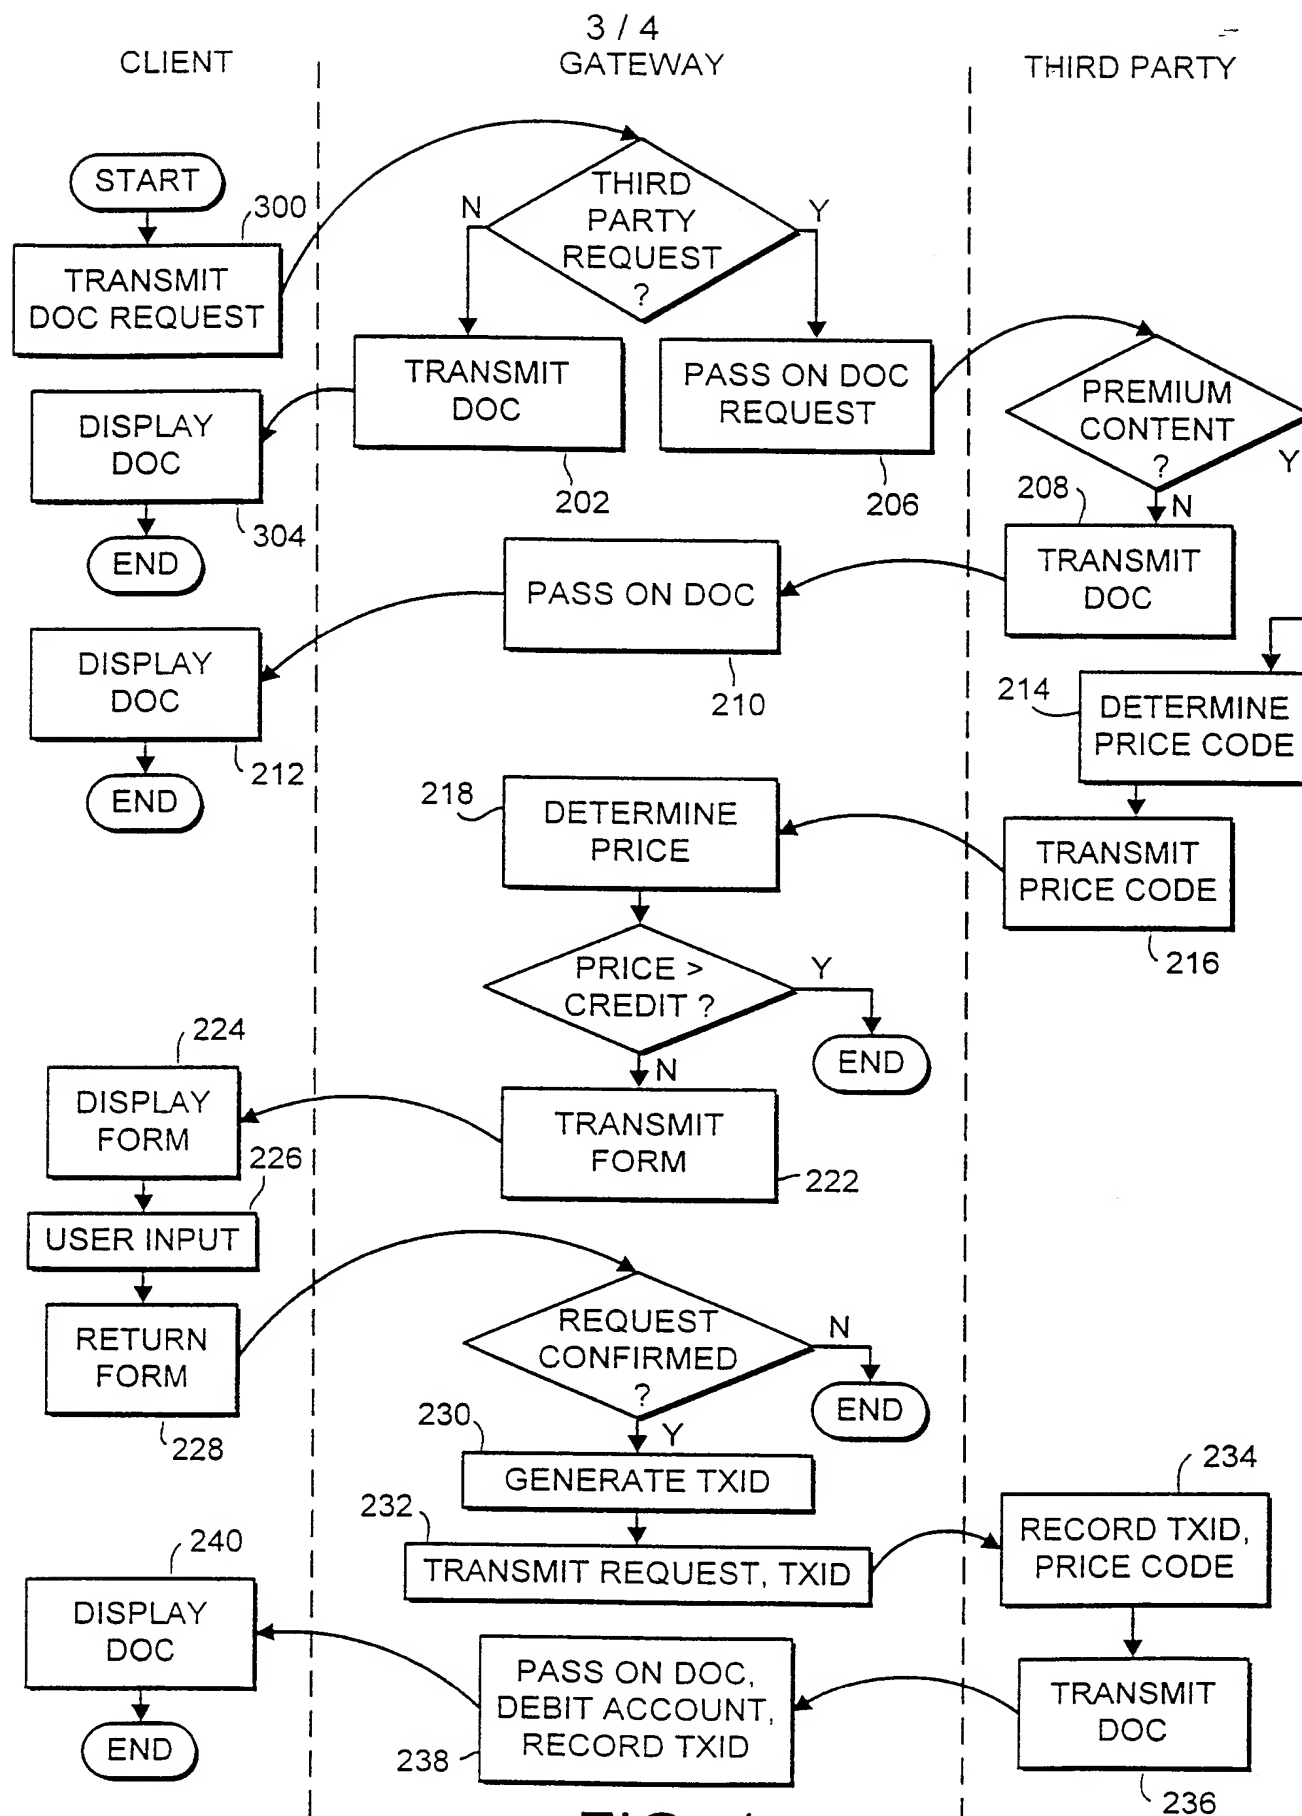 3 / 4
CLIENT
GATEWAY
THIRD PARTY
START
300
TRANSMIT
DOC REQUEST
THIRD
PARTY
REQUEST
?
N
Y
TRANSMIT
DOC
202
PASS ON DOC
REQUEST
206
PREMIUM
CONTENT
?
Y
N
DISPLAY
DOC
304
END
208
TRANSMIT
DOC
PASS ON DOC
210
DISPLAY
DOC
212
END
214
DETERMINE
PRICE CODE
218
DETERMINE
PRICE
TRANSMIT
PRICE CODE
216
PRICE >
CREDIT ?
Y
END
N
224
DISPLAY
FORM
TRANSMIT
FORM
222
226
USER INPUT
RETURN
FORM
228
REQUEST
CONFIRMED
?
N
END
Y
230
GENERATE TXID
232
TRANSMIT REQUEST, TXID
234
RECORD TXID,
PRICE CODE
240
DISPLAY
DOC
END
PASS ON DOC,
DEBIT ACCOUNT,
RECORD TXID
238
TRANSMIT
DOC
236